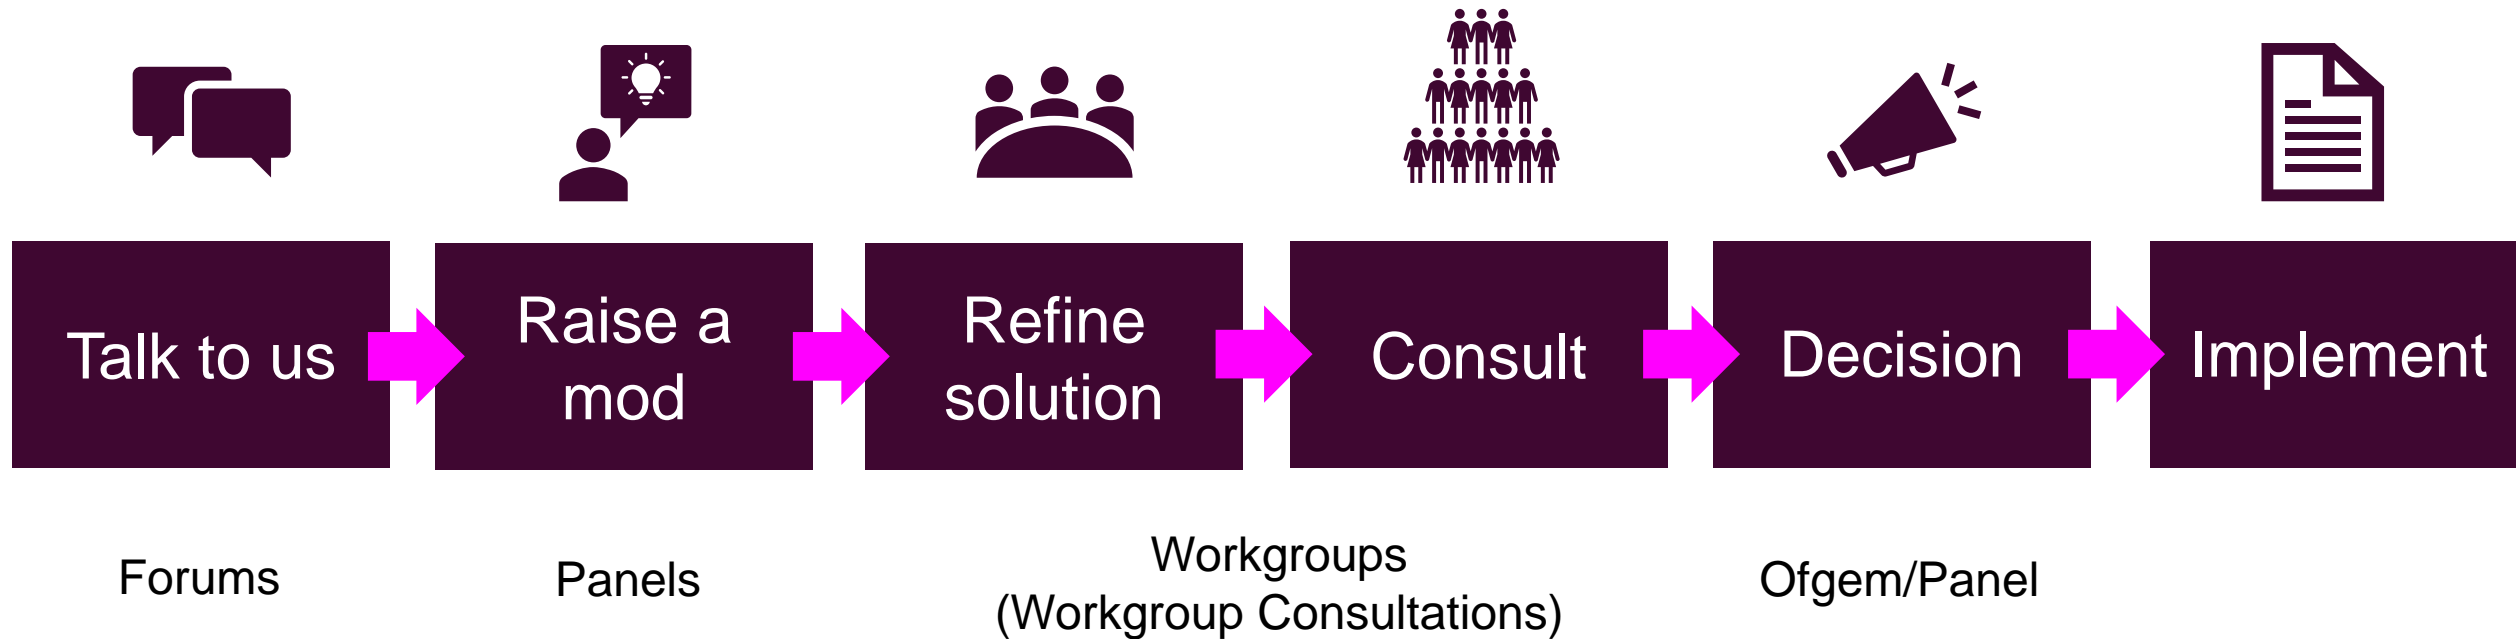 Talk to us
Raise a
mod
Refine
solution
Consult
Decision
Implement
Forums
Panels
Workgroups
(Workgroup Consultations)
Ofgem/Panel